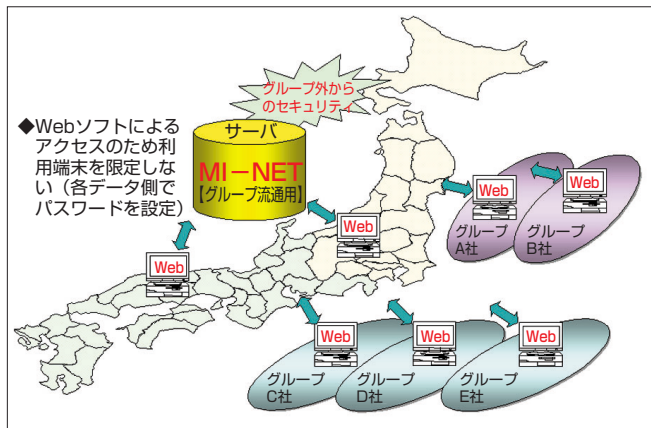 グループ外から
のセキュリティ
◆Webソフトによる
アクセスのため利
用端末を限定しな
い（各データ側で
パスワードを設定）
サーバ
MI－NET
【グループ流通用】
Web
Web
Web
Web
グループ
A社
グループ
B社
Web
Web
Web
グループ
C社
グループ
D社
グループ
E社